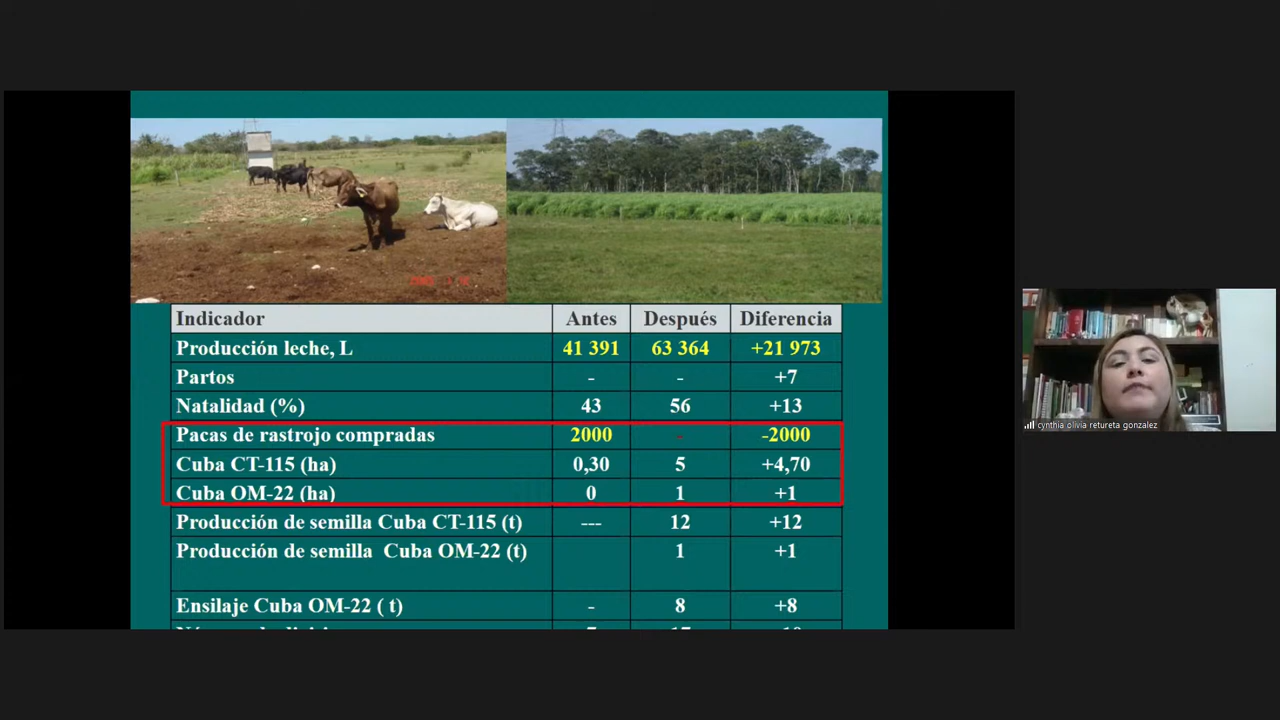 Indicador Antes Después Diferencia
Producción leche, L 41 391 63 364 +21 973
Partos - - +7
Natalidad (%) 43 56 +13
Pacas de rastrojo compradas 2000 - -2000
Cuba CT-115 (ha) 0,30 5 +4,70
Cuba OM-22 (ha) 0 1 +1
Producción de semilla Cuba CT-115 (t) --- 12 +12
Producción de semilla Cuba OM-22 (t) 1 +1
Ensilaje Cuba OM-22 ( t) - 8 +8
cynthia olivia retureta gonzalez